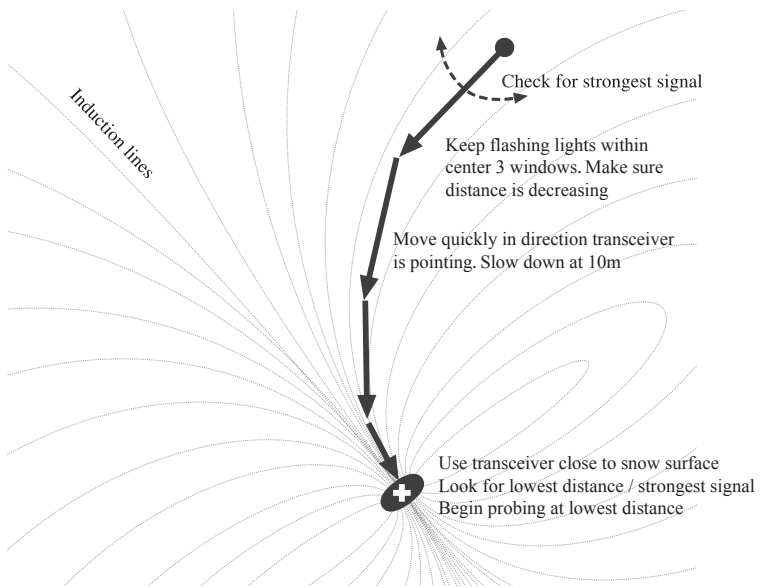 Check for strongest signal
Induction lines
Keep flashing lights within
center 3 windows. Make sure
distance is decreasing
Move quickly in direction transceiver
is pointing. Slow down at 10m
Use transceiver close to snow surface
Look for lowest distance / strongest signal
Begin probing at lowest distance